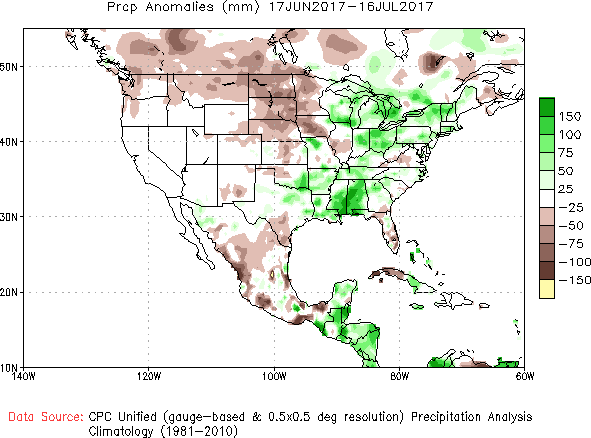 Prcp Anomalies (mm) 17JUN2017-16JUL2017
50N
40N
30N
20N
10N
140W 120W 100W 80W 60W
150
100
75
50
25
-25
-50
-75
-100
-150
Data Source: CPC Unified (gauge-based & 0.5x0.5 deg resolution) Precipitation Analysis
Climatology (1981-2010)